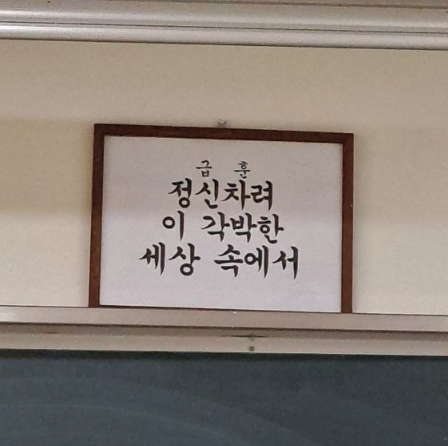 급 훈
정신차려
이 각박한
세상 속에서